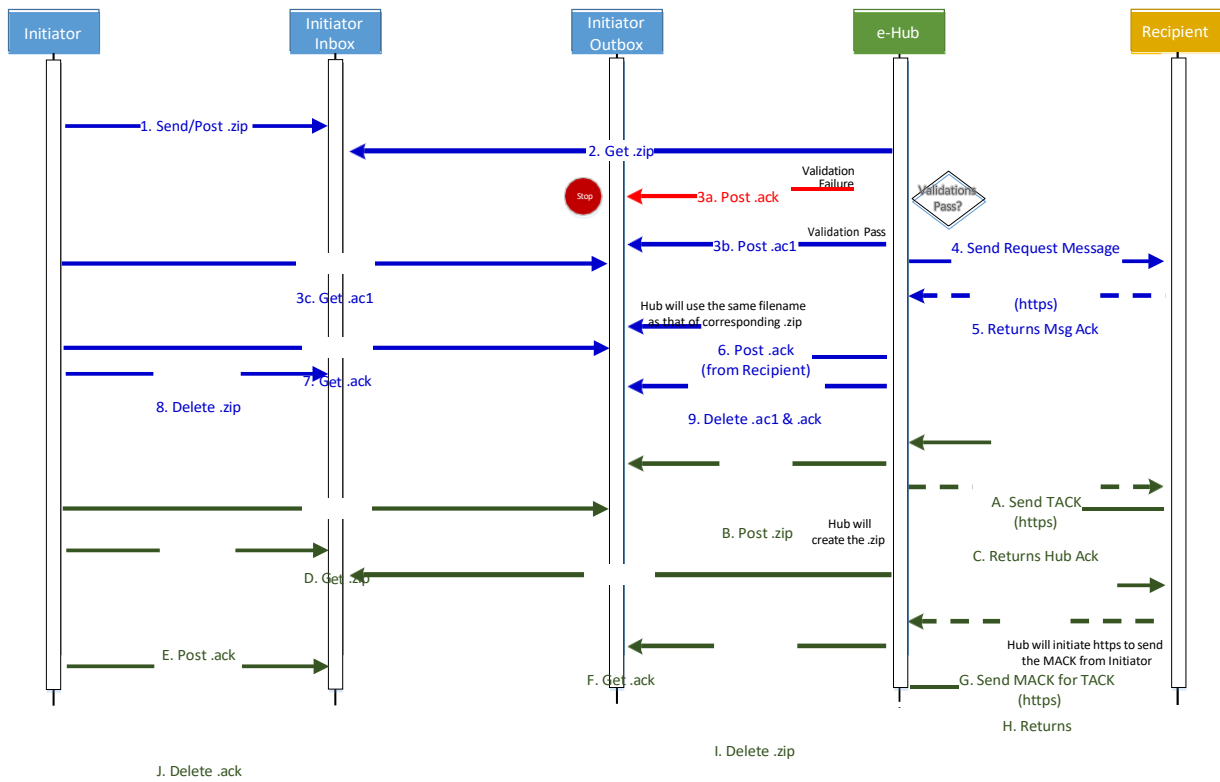 Initiator
Initiator
Inbox
Initiator
Outbox
e-Hub
Recipient
1. Send/Post .zip
2. Get .zip
Validation
Failure
Stop
3a. Post .ack
Validations
Pass?
3b. Post .ac1
Validation Pass
4. Send Request Message
(https)
3c. Get .ac1
Hub will use the same filename
as that of corresponding .zip
5. Returns Msg Ack
6. Post .ack
(from Recipient)
7. Get .ack
8. Delete .zip
9. Delete .ac1 & .ack
A. Send TACK
(https)
B. Post .zip
Hub will
create the .zip
C. Returns Hub Ack
D. Get .zip
E. Post .ack
Hub will initiate https to send
the MACK from Initiator
F. Get .ack
G. Send MACK for TACK
(https)
H. Returns
I. Delete .zip
J. Delete .ack